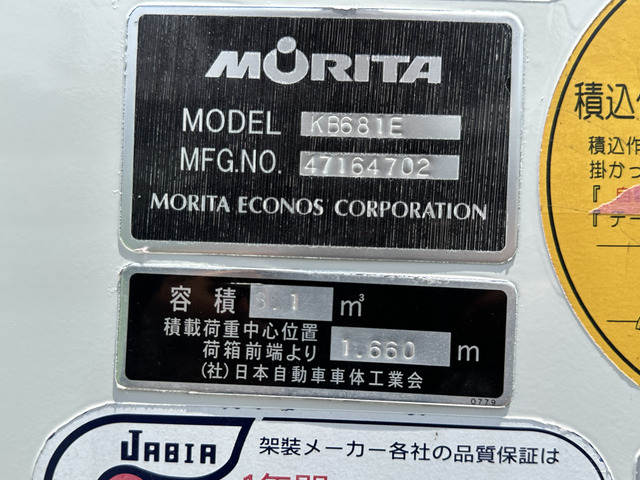 MORITA
MODEL KB681E
MFG.NO. 47164702
MORITA ECONOS CORPORATION
積込作
積込作
掛かっ
容積 8.1 m³
積載荷重中心位置
荷箱前端より 1.660 m
(社)日本自動車車体工業会
0779
JABIA
架装メーカー各社の品質保証は